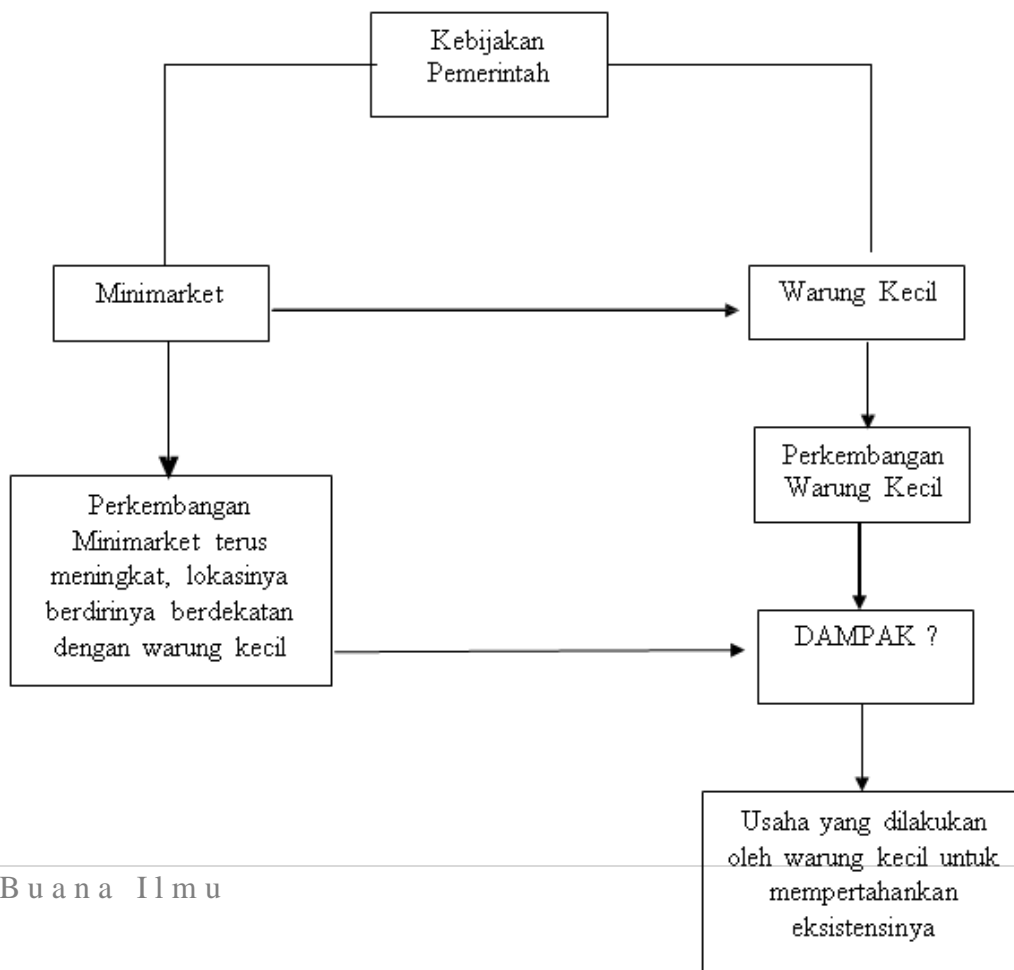 Kebijakan
Pemerintah
Minimarket
Warung Kecil
Perkembangan
Warung Kecil
Perkembangan
Minimarket terus
meningkat, lokasinya
berdirinya berdekatan
dengan warung kecil
DAMPAK ?
Usaha yang dilakukan
oleh warung kecil untuk
mempertahankan
eksistensinya
Buana Ilmu